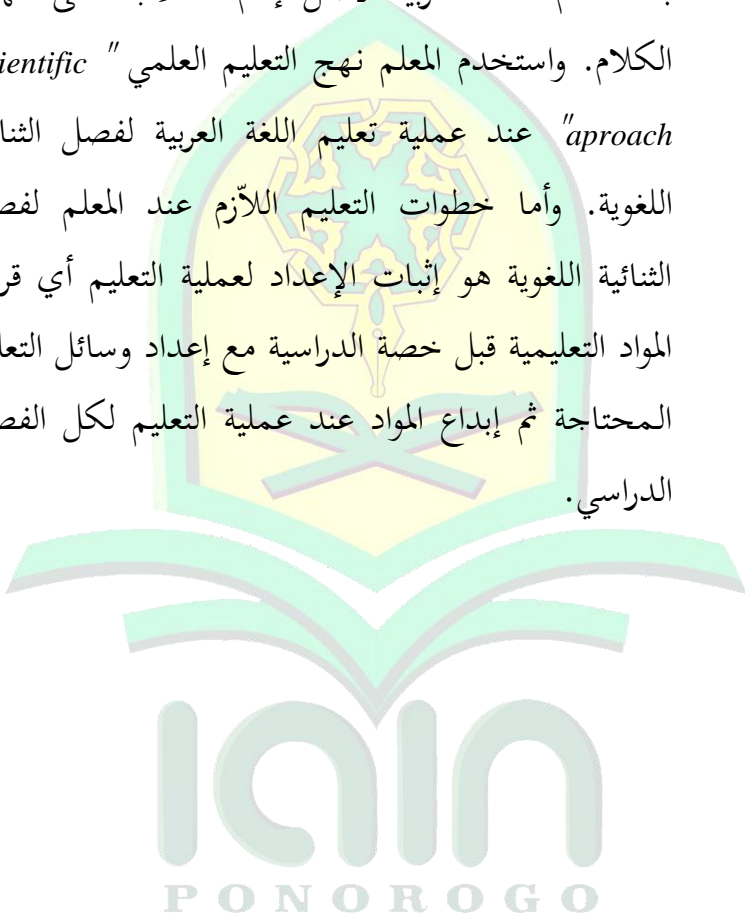 الكلام. واستخدم المعلم نهج التعليم العلمي "ientific
aproach" عند عملية تعليم اللغة العربية لفصل الثنا
اللغوية. وأما خطوات التعليم اللاّزم عند المعلم لفص
الثنائية اللغوية هو إثبات الإعداد لعملية التعليم أي قر
المواد التعليمية قبل خصة الدراسية مع إعداد وسائل التعل
المحتاجة ثم إبداع المواد عند عملية التعليم لكل الفص
الدراسي.
IAIN
PONOROGO